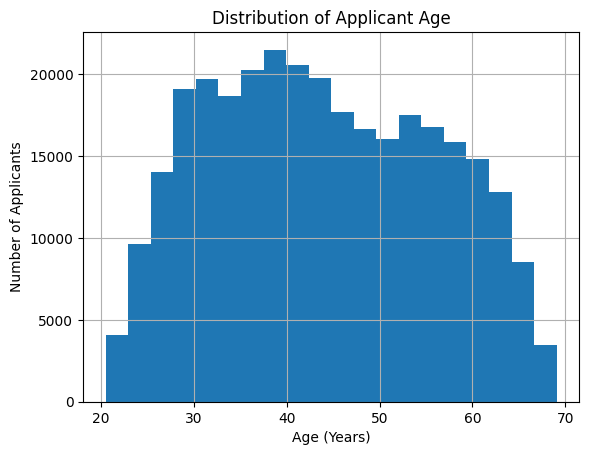 Distribution of Applicant Age
Number of Applicants
20000
15000
10000
5000
0
20 30 40 50 60 70
Age (Years)